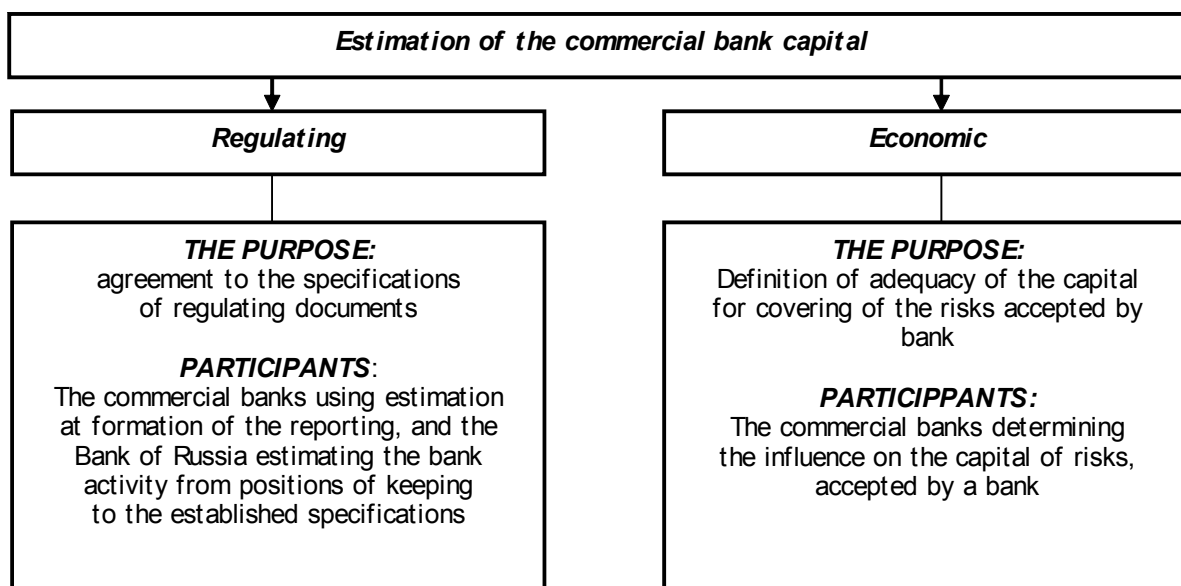 Estimation of the commercial bank capital
Regulating
Economic
THE PURPOSE:
agreement to the specifications
of regulating documents
PARTICIPANTS:
The commercial banks using estimation
at formation of the reporting, and the
Bank of Russia estimating the bank
activity from positions of keeping
to the established specifications
THE PURPOSE:
Definition of adequacy of the capital
for covering of the risks accepted by
bank
PARTICIPPANTS:
The commercial banks determining
the influence on the capital of risks,
accepted by a bank